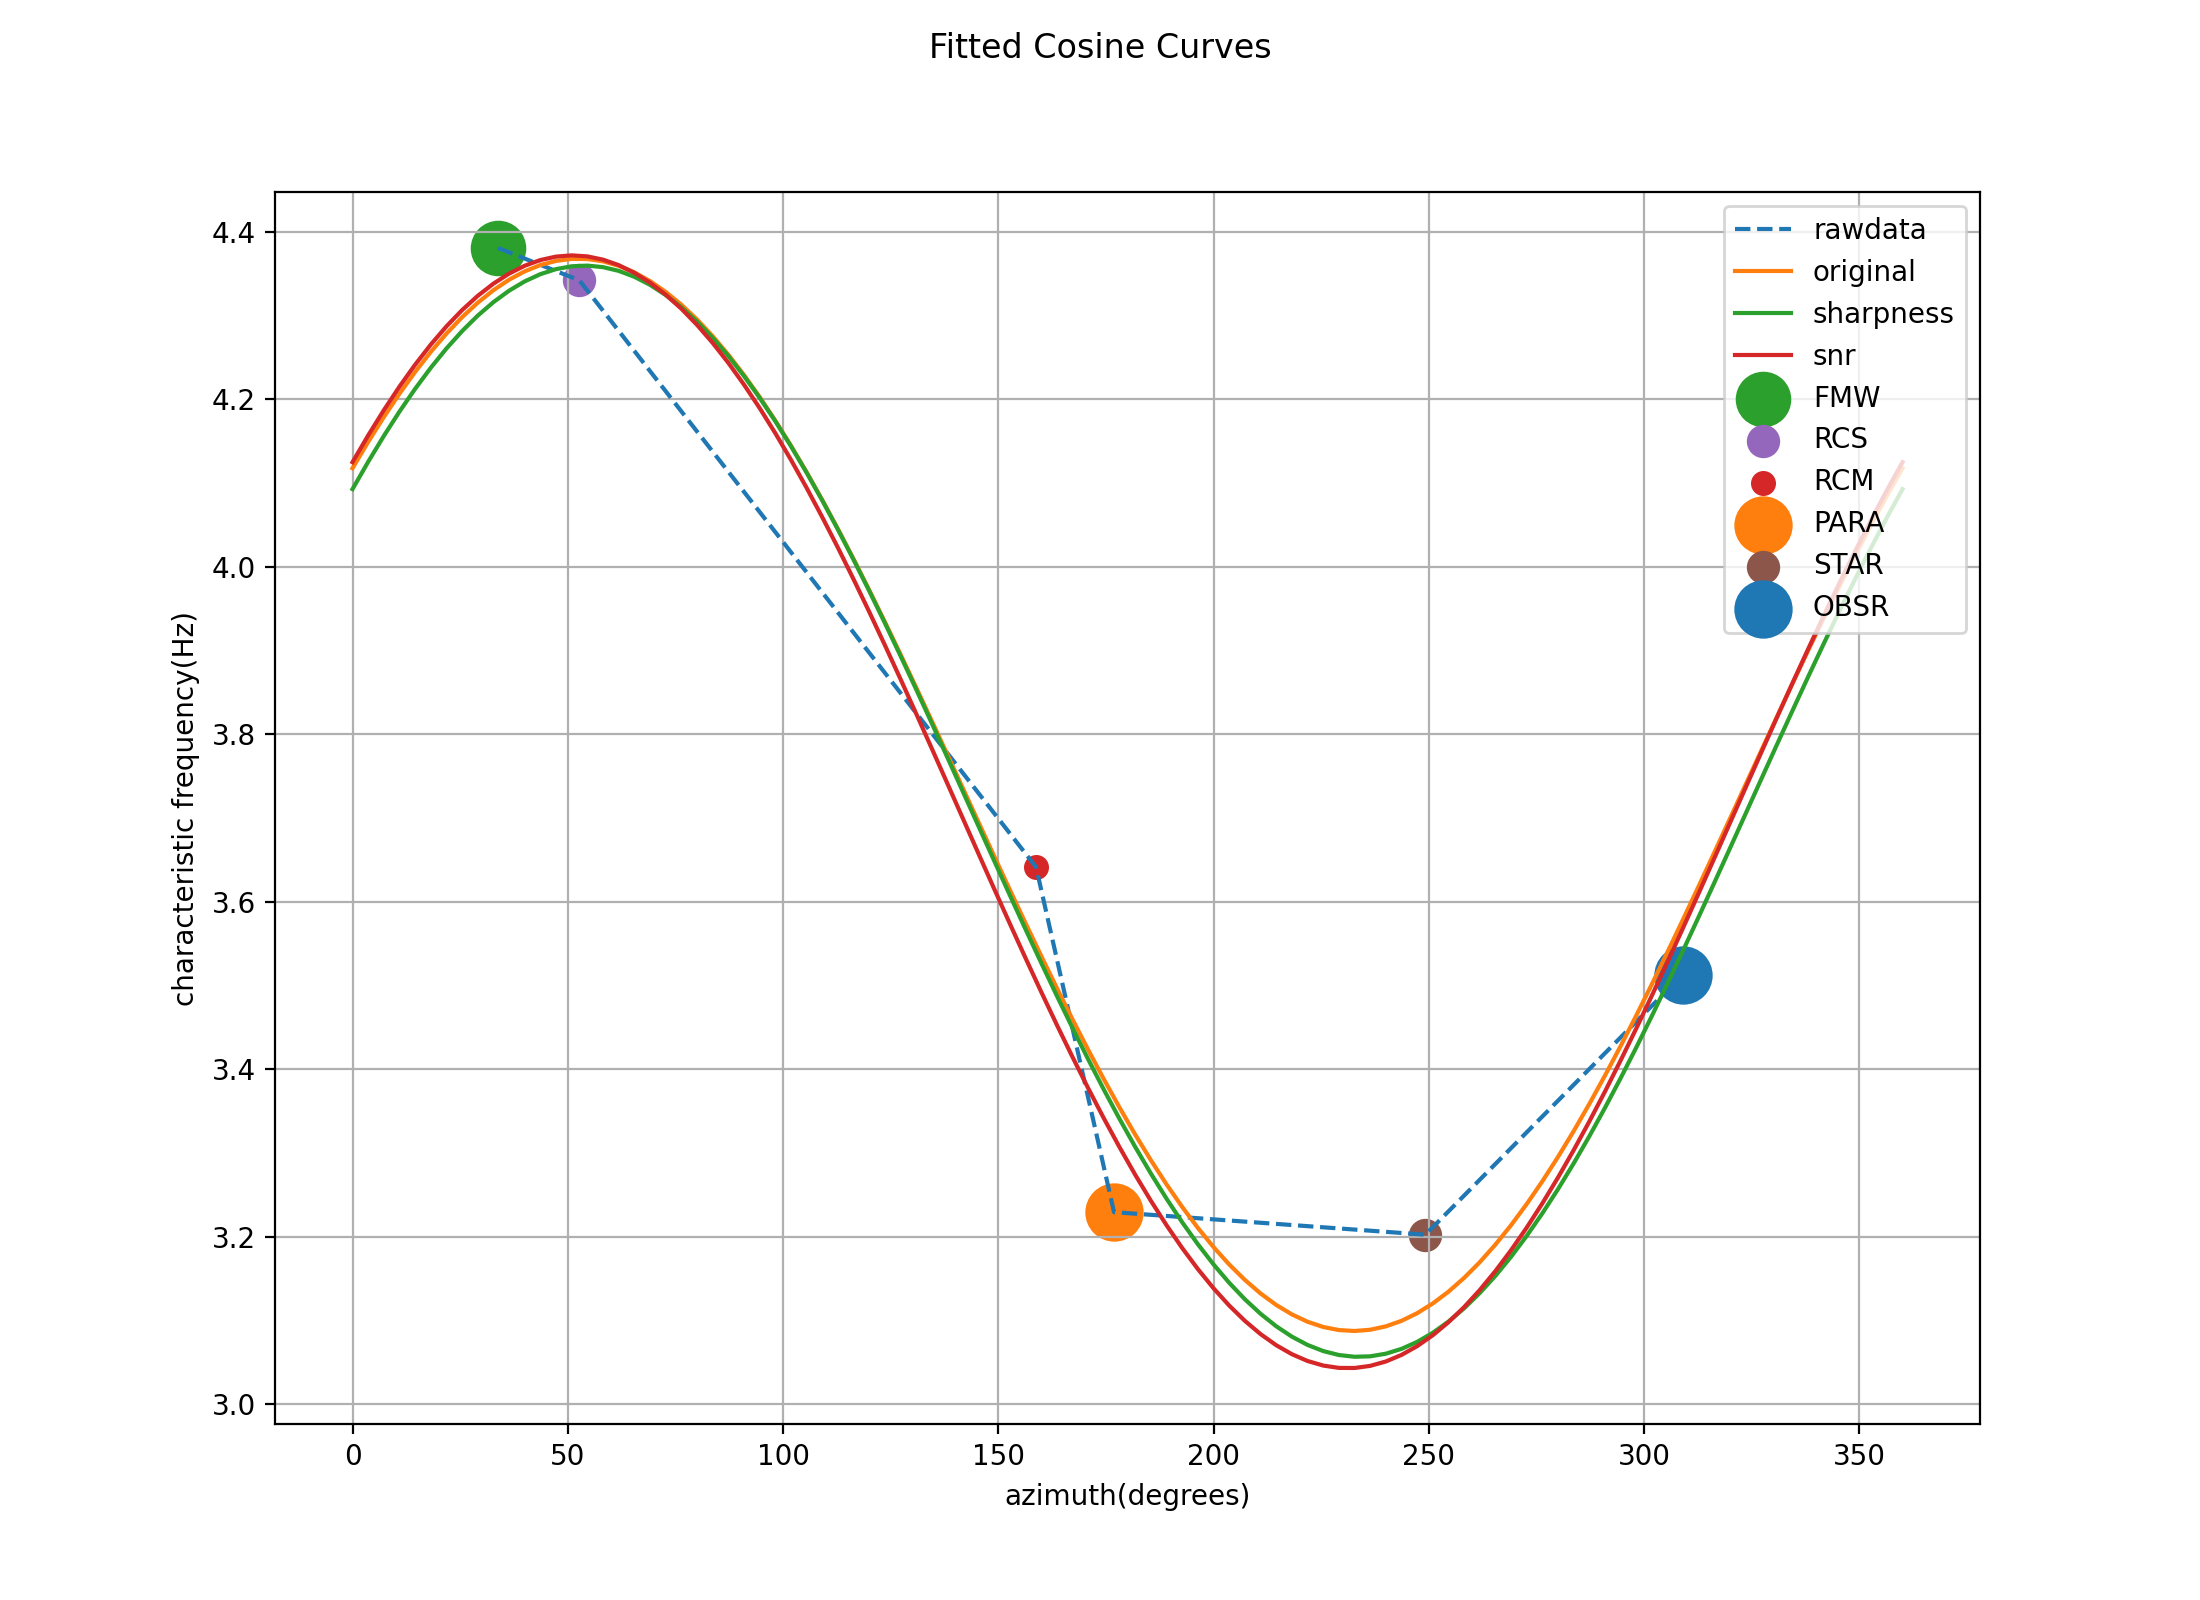 Fitted Cosine Curves
4.4
4.2
4.0
3.8
3.6
3.4
3.2
3.0
characteristic frequency(Hz)
rawdata
original
sharpness
snr
FMW
RCS
RCM
PARA
STAR
OBSR
0 50 100 150 200 250 300 350
azimuth(degrees)